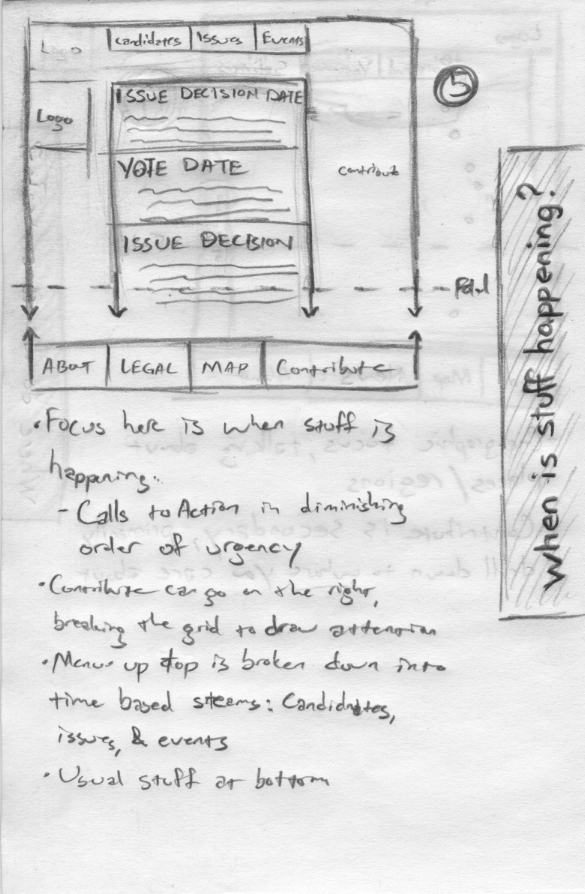 Logo
Candidates Issues Events
Logo
ISSUE DECISION DATE
VOTE DATE
ISSUE DECISION
contribute
5
Fold
ABOUT LEGAL MAP Contribute
When is stuff happening?
• Focus here is when stuff is
happening.
- Calls to Action in diminishing
order of urgency
• Contribute can go on the right,
breaking the grid to draw attention
• Menu up top is broken down into
time based steams: Candidates,
issues, & events
• Usual stuff at bottom